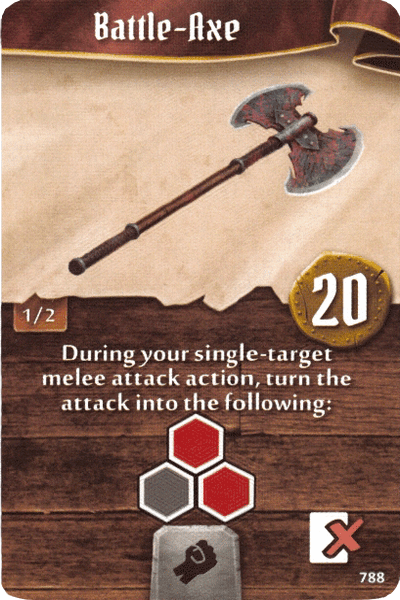 Battle-Axe
20
1/2
During your single-target
melee attack action, turn the
attack into the following:
788